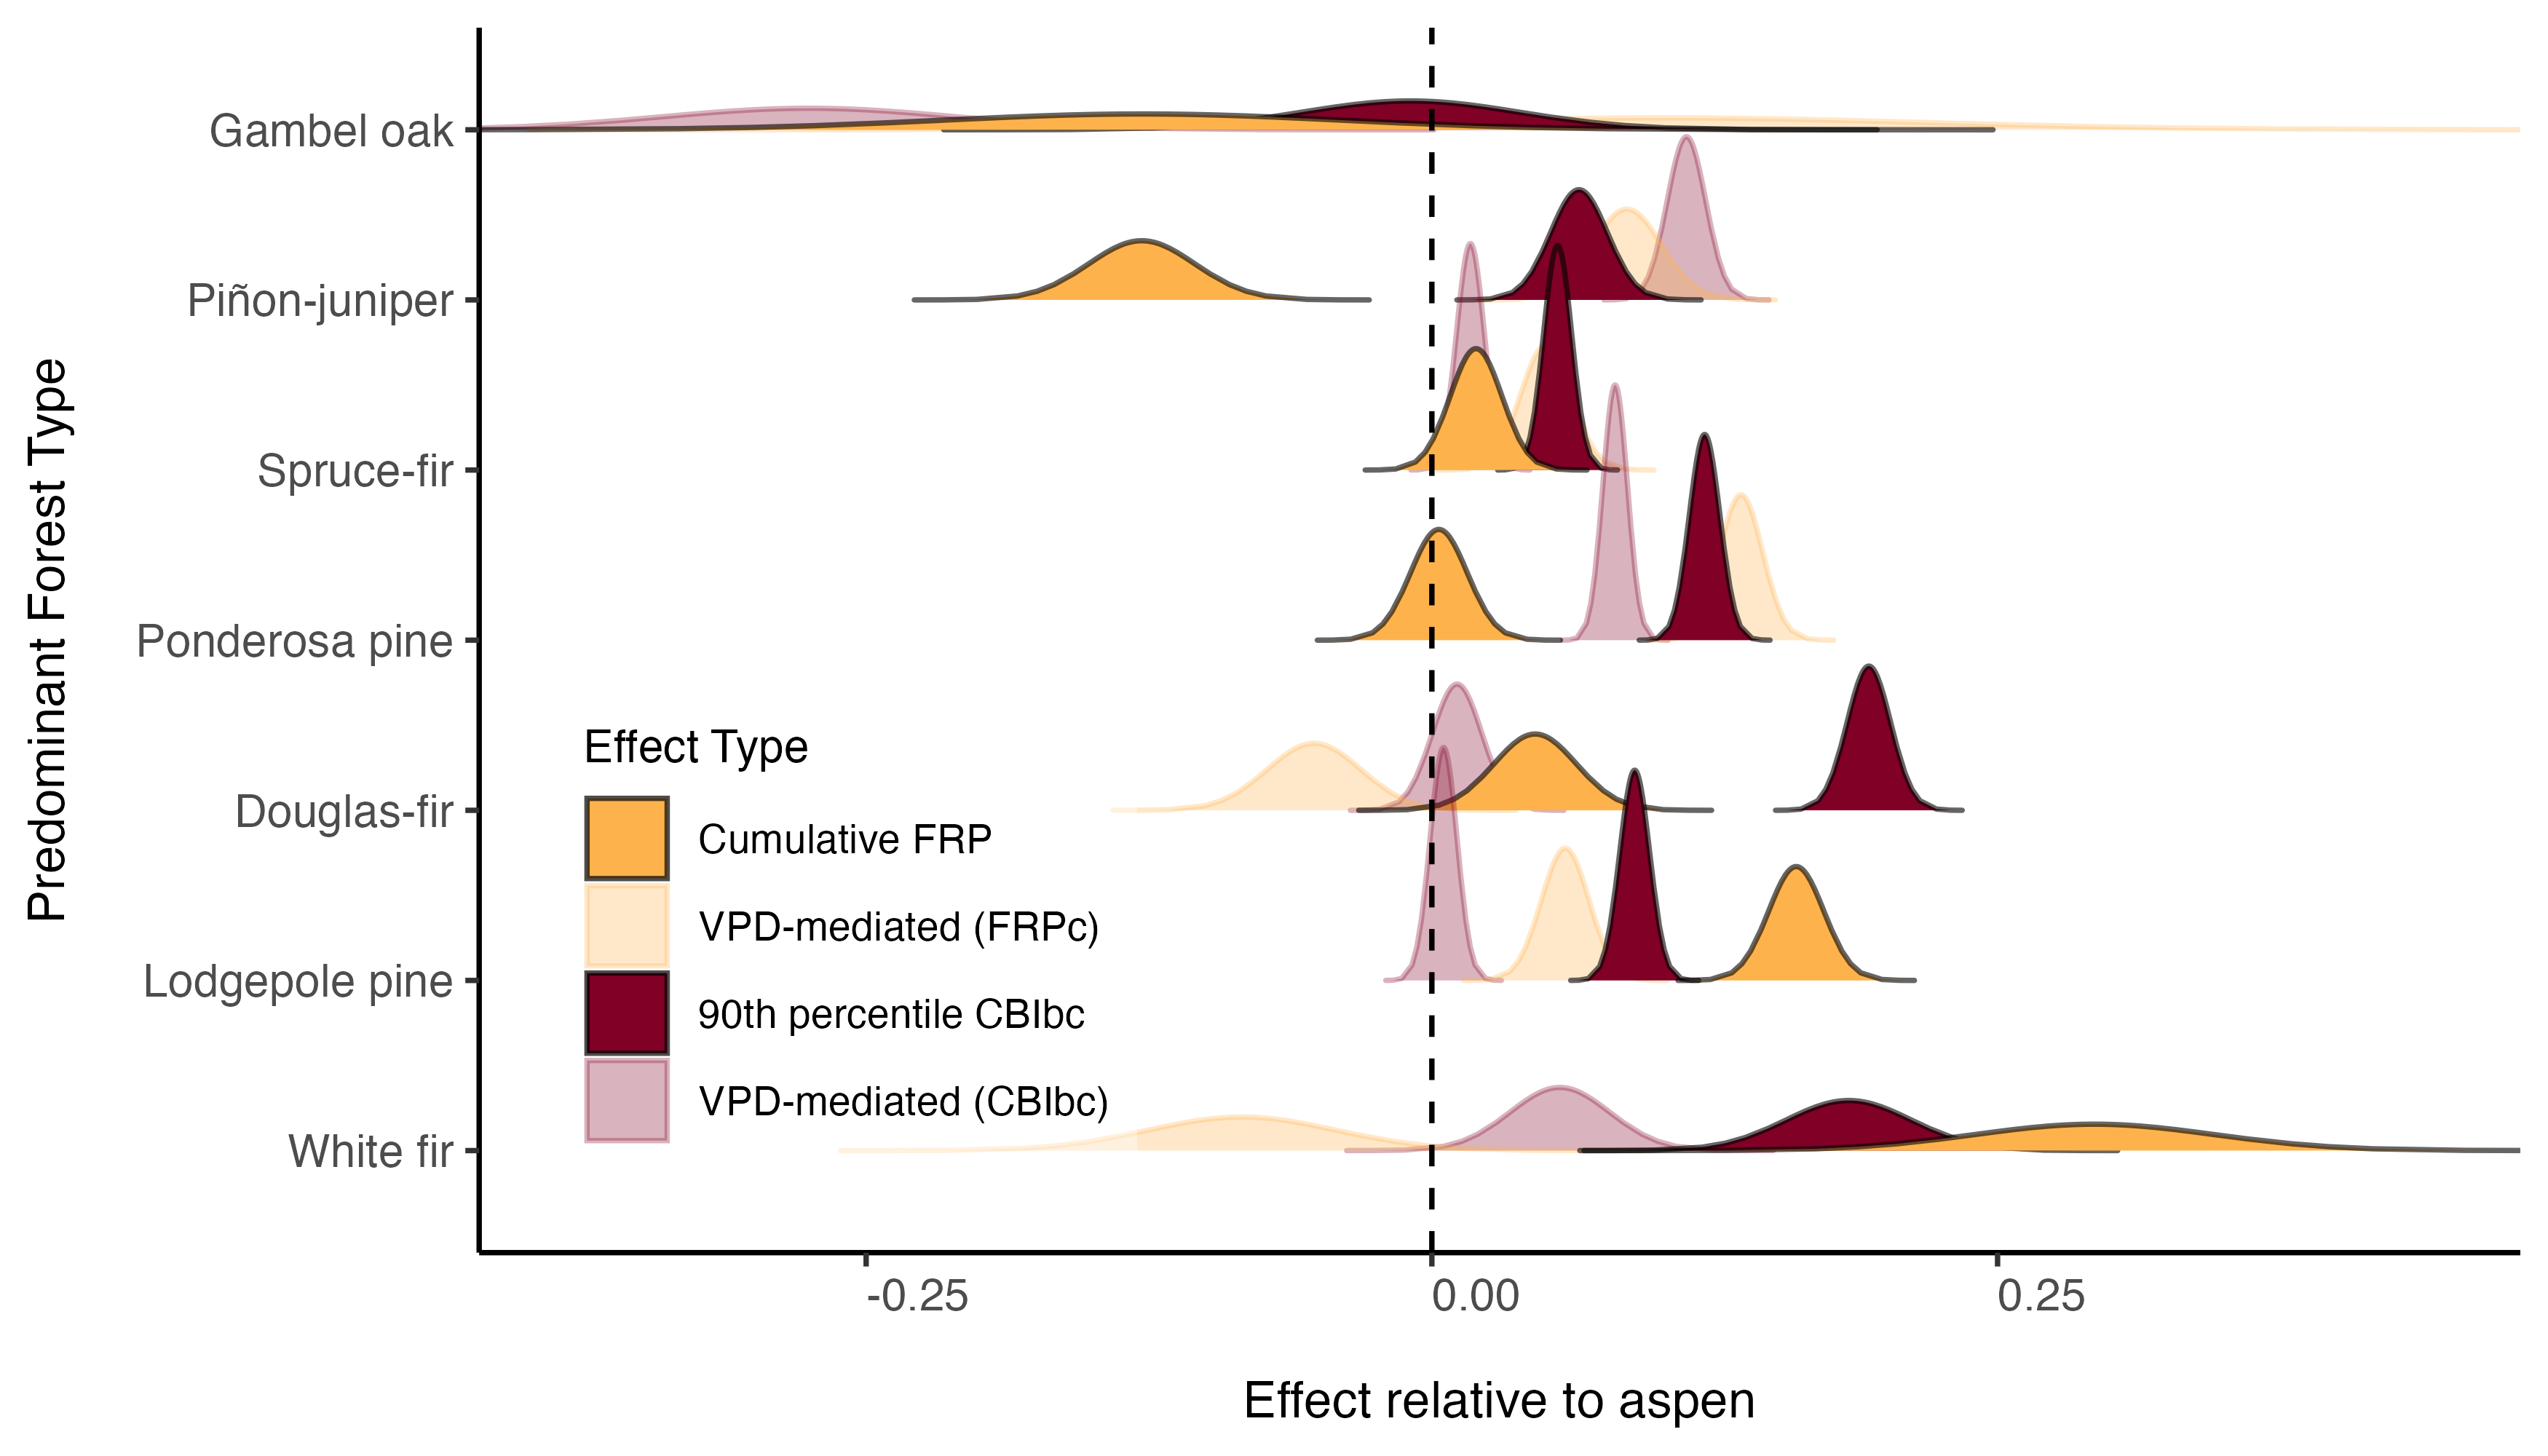 Predominant Forest Type
Gambel oak
Piñon-juniper
Spruce-fir
Ponderosa pine
Douglas-fir
Lodgepole pine
White fir
Effect Type
Cumulative FRP
VPD-mediated (FRPc)
90th percentile CBIbc
VPD-mediated (CBIbc)
-0.25
0.00
0.25
Effect relative to aspen